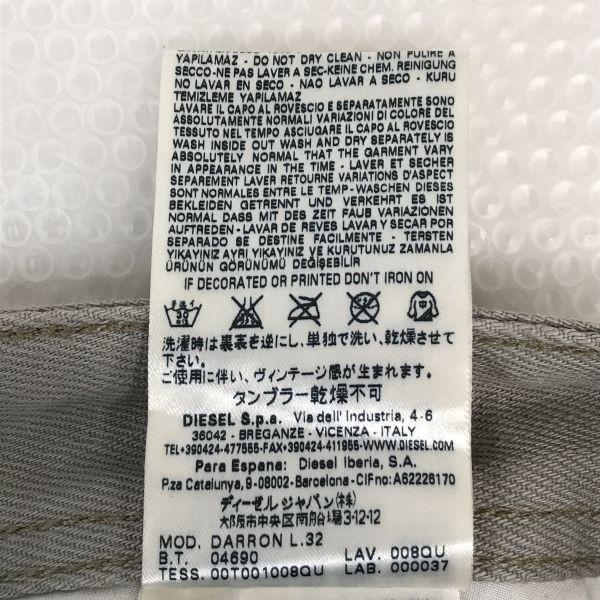 YAPILAMAZ - DO NOT DRY CLEAN - NON PULIRE A
SECCO-NE PAS LAVER A SEC-KEINE CHEM. REINIGUNG
NO LAVAR EN SECO - NAO LAVAR A SECO - KURU
TEMIZLEME YAPILAMAZ
LAVARE IL CAPO AL ROVESCIO E SEPARATAMENTE SONO
ABSOLUTAMENTE NORMALI VARIAZIONI DI COLORE DEL
TESSUTO NEL TEMPO ASCIUGARE IL CAPO AL ROVESCIO
WASH INSIDE OUT WASH AND DRY SEPARATELY IS
ABSOLUTELY NORMAL THAT THE GARMENT VARY
IN APPEARANCE IN THE TIME - LAVER ET SECHER
SEPAREMENT LAVER RETOURNE VARIATIONS D'ASPECT
SONT NORMALES ENTRE LE TEMP-WASCHEN DIESES
BEKLEIDEN GETRENNT UND VERKEHRT ES IST
NORMAL DASS MIT DES ZEIT FAUB VARIATIONEN
AUFTREDEN - LAVAR DE REVES LAVAR Y SECAR POR
SEPARADO SE DESTINE FACILEMENTE - TERSTEN
YIKAYINIZ AYRI YIKAYINIZ VE KURUTUNUZ ZAMANLA
ÜRÜNÜN GÖRÜNÜMÜ DEĞİŞEBİLİR
IF DECORATED OR PRINTED DON'T IRON ON
手洗イ
30
洗濯時は裏表を逆にし、単独で洗い、乾燥させて
下さい。
ご使用に伴い、ヴィンテージ感が生まれます。
タンブラー乾燥不可
DIESEL S.p.a. Via dell' Industria, 4-6
36042 - BREGANZE - VICENZA - ITALY
TEL+390424-477555-FAX+390424-411955-WWW.DIESEL.COM
Para Espana: Diesel Iberia, S.A.
P.za Catalunya, 9-08002 - Barcelona - CIF no: A62226170
ディーゼルジャパン(株)
大阪市中央区南船場3-12-12
MOD. DARRON L.32
B.T. 04690 LAV. 008QU
TESS. 00T001008QU LAB. 000037